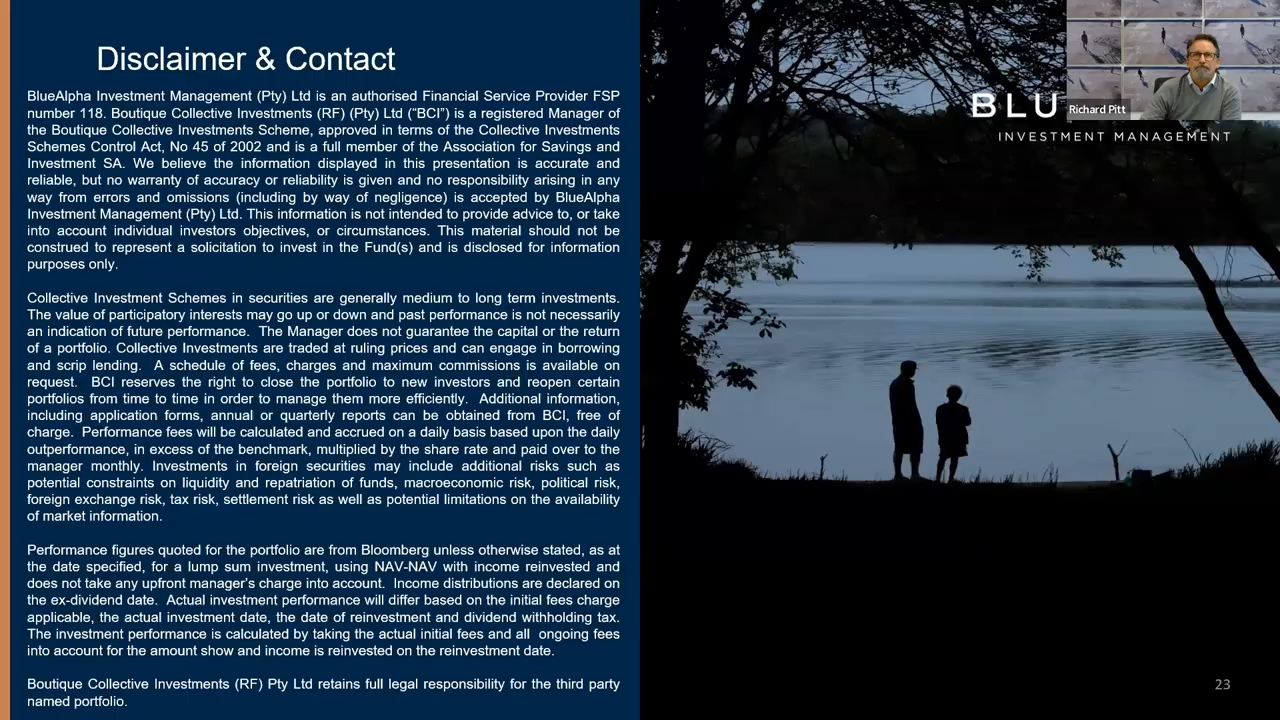 Disclaimer & Contact
BlueAlpha Investment Management (Pty) Ltd is an authorised Financial Service Provider FSP
number 118. Boutique Collective Investments (RF) (Pty) Ltd (“BCI”) is a registered Manager of
the Boutique Collective Investments Scheme, approved in terms of the Collective Investments
Schemes Control Act, No 45 of 2002 and is a full member of the Association for Savings and
Investment SA. We believe the information displayed in this presentation is accurate and
reliable, but no warranty of accuracy or reliability is given and no responsibility arising in any
way from errors and omissions (including by way of negligence) is accepted by BlueAlpha
Investment Management (Pty) Ltd. This information is not intended to provide advice to, or take
into account individual investors objectives, or circumstances. This material should not be
construed to represent a solicitation to invest in the Fund(s) and is disclosed for information
purposes only.
Collective Investment Schemes in securities are generally medium to long term investments.
The value of participatory interests may go up or down and past performance is not necessarily
an indication of future performance. The Manager does not guarantee the capital or the return
of a portfolio. Collective Investments are traded at ruling prices and can engage in borrowing
and scrip lending. A schedule of fees, charges and maximum commissions is available on
request. BCI reserves the right to close the portfolio to new investors and reopen certain
portfolios from time to time in order to manage them more efficiently. Additional information,
including application forms, annual or quarterly reports can be obtained from BCI, free of
charge. Performance fees will be calculated and accrued on a daily basis based upon the daily
outperformance, in excess of the benchmark, multiplied by the share rate and paid over to the
manager monthly. Investments in foreign securities may include additional risks such as
potential constraints on liquidity and repatriation of funds, macroeconomic risk, political risk,
foreign exchange risk, tax risk, settlement risk as well as potential limitations on the availability
of market information.
Performance figures quoted for the portfolio are from Bloomberg unless otherwise stated, as at
the date specified, for a lump sum investment, using NAV-NAV with income reinvested and
does not take any upfront manager’s charge into account. Income distributions are declared on
the ex-dividend date. Actual investment performance will differ based on the initial fees charge
applicable, the actual investment date, the date of reinvestment and dividend withholding tax.
The investment performance is calculated by taking the actual initial fees and all ongoing fees
into account for the amount show and income is reinvested on the reinvestment date.
Boutique Collective Investments (RF) Pty Ltd retains full legal responsibility for the third party
named portfolio.
BLU
Richard Pitt
INVESTMENT MANAGEMENT
23